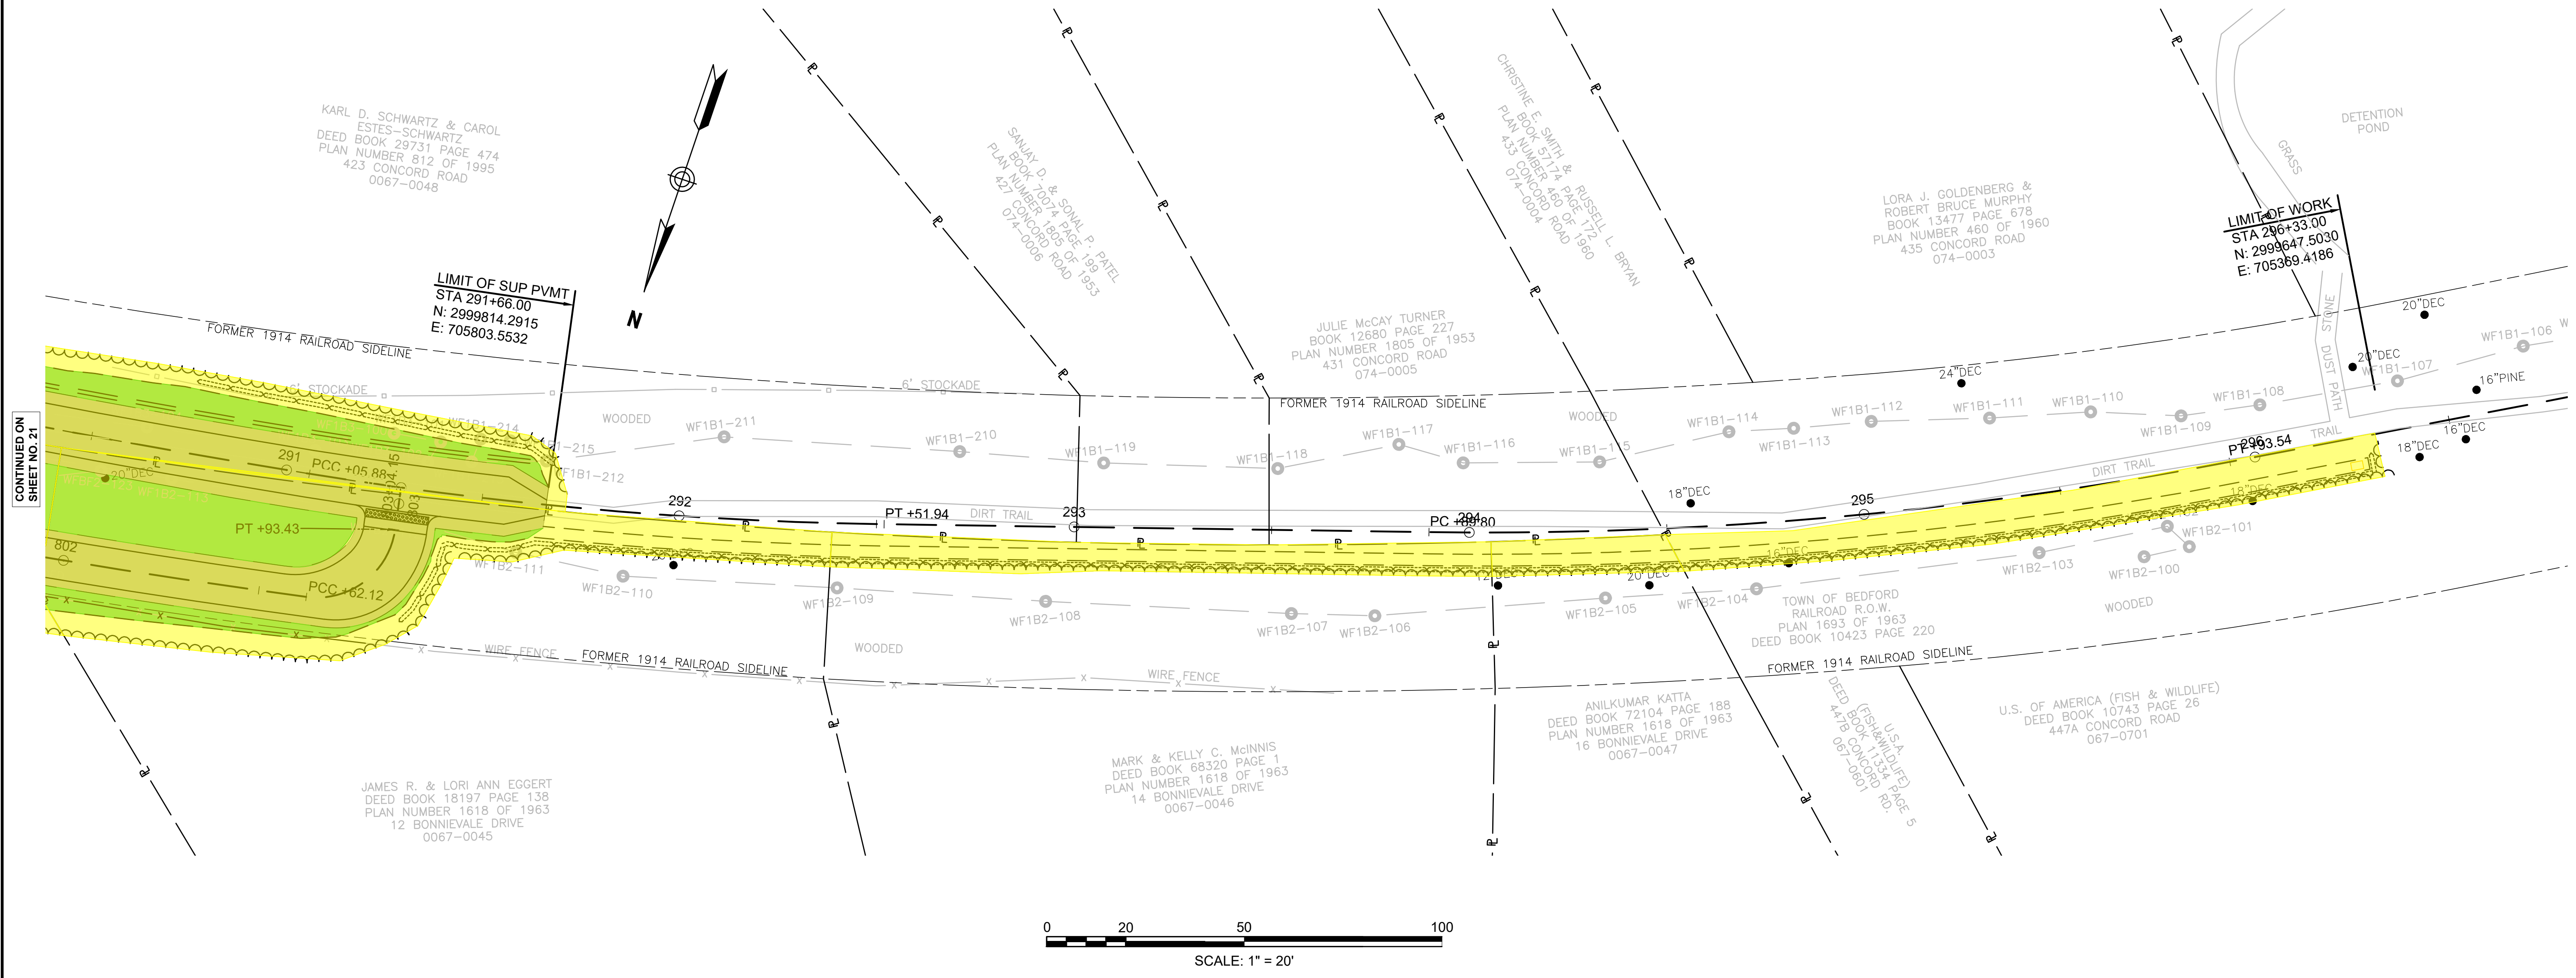 KARL D. SCHWARTZ & CAROL
ESTES-SCHWARTZ
DEED BOOK 29731 PAGE 474
PLAN NUMBER 812 OF 1995
423 CONCORD ROAD
0067-0048
SANJAY D. & SONAL P. PATEL
BOOK 70074 PAGE 199
PLAN NUMBER 1805 OF 1953
427 CONCORD ROAD
074-0006
CHRISTINE E. SMITH & RUSSELL L. BRYAN
BOOK 57174 PAGE 172
PLAN NUMBER 460 OF 1960
433 CONCORD ROAD
074-0004
LORA J. GOLDENBERG &
ROBERT BRUCE MURPHY
BOOK 13477 PAGE 678
PLAN NUMBER 460 OF 1960
435 CONCORD ROAD
074-0003
DETENTION
POND
GRASS
LIMIT OF WORK
STA 296+33.00
N: 2999647.5030
E: 705369.4186
LIMIT OF SUP PVMT
STA 291+66.00
N: 2999814.2915
E: 705803.5532
N
JULIE McCAY TURNER
BOOK 12680 PAGE 227
PLAN NUMBER 1805 OF 1953
431 CONCORD ROAD
074-0005
FORMER 1914 RAILROAD SIDELINE
6' STOCKADE
6' STOCKADE
FORMER 1914 RAILROAD SIDELINE
WOODED
WOODED
24"DEC
20"DEC
20"DEC
16"PINE
16"DEC
18"DEC
STONE
DUST PATH
WF1B1-106
WF1B1-107
WF1B1-108
WF1B1-109
WF1B1-110
WF1B1-111
WF1B1-112
WF1B1-113
WF1B1-114
WF1B1-115
WF1B1-116
WF1B1-117
WF1B1-118
WF1B1-119
WF1B1-210
WF1B1-211
WF1B1-214
B1-215
WF1B1-212
CONTINUED ON
SHEET NO. 21
291
PCC +05.88
20"DEC
WF1B2-113
PT +93.43
802
PCC +62.12
292
PT +51.94
DIRT TRAIL
293
294
PC +89.80
18"DEC
295
DIRT TRAIL
296
PT +93.54
TRAIL
18"DEC
16"DEC
12"DEC
20"DEC
WF1B2-111
WF1B2-110
WF1B2-109
WF1B2-108
WF1B2-107
WF1B2-106
WF1B2-105
WF1B2-104
WF1B2-103
WF1B2-100
WF1B2-101
TOWN OF BEDFORD
RAILROAD R.O.W.
PLAN 1693 OF 1963
DEED BOOK 10423 PAGE 220
WOODED
WIRE FENCE
FORMER 1914 RAILROAD SIDELINE
WOODED
WIRE FENCE
FORMER 1914 RAILROAD SIDELINE
JAMES R. & LORI ANN EGGERT
DEED BOOK 18197 PAGE 138
PLAN NUMBER 1618 OF 1963
12 BONNIEVALE DRIVE
0067-0045
MARK & KELLY C. McINNIS
DEED BOOK 68320 PAGE 1
PLAN NUMBER 1618 OF 1963
14 BONNIEVALE DRIVE
0067-0046
ANILKUMAR KATTA
DEED BOOK 72104 PAGE 188
PLAN NUMBER 1618 OF 1963
16 BONNIEVALE DRIVE
0067-0047
U.S.A.
(FISH&WILDLIFE)
DEED BOOK 11334 PAGE 5
447B CONCORD RD.
067-0601
U.S. OF AMERICA (FISH & WILDLIFE)
DEED BOOK 10743 PAGE 26
447A CONCORD ROAD
067-0701
0 20 50 100
SCALE: 1" = 20'